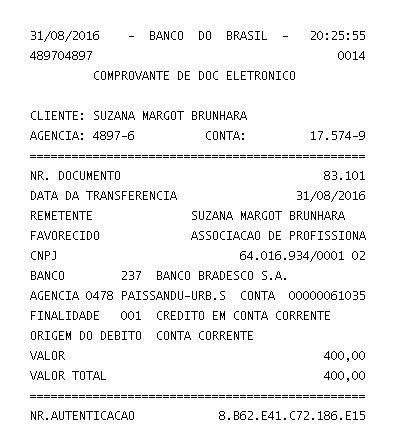 31/08/2016 - BANCO DO BRASIL - 20:25:55
489704897 0014
COMPROVANTE DE DOC ELETRONICO
CLIENTE: SUZANA MARGOT BRUNHARA
AGENCIA: 4897-6 CONTA: 17.574-9
================================================
NR. DOCUMENTO 83.101
DATA DA TRANSFERENCIA 31/08/2016
REMETENTE SUZANA MARGOT BRUNHARA
FAVORECIDO ASSOCIACAO DE PROFISSIONA
CNPJ 64.016.934/0001 02
BANCO 237 BANCO BRADESCO S.A.
AGENCIA 0478 PAISSANDU-URB.S CONTA 00000061035
FINALIDADE 001 CREDITO EM CONTA CORRENTE
ORIGEM DO DEBITO CONTA CORRENTE
VALOR 400,00
VALOR TOTAL 400,00
================================================
NR.AUTENTICACAO 8.B62.E41.C72.186.E15